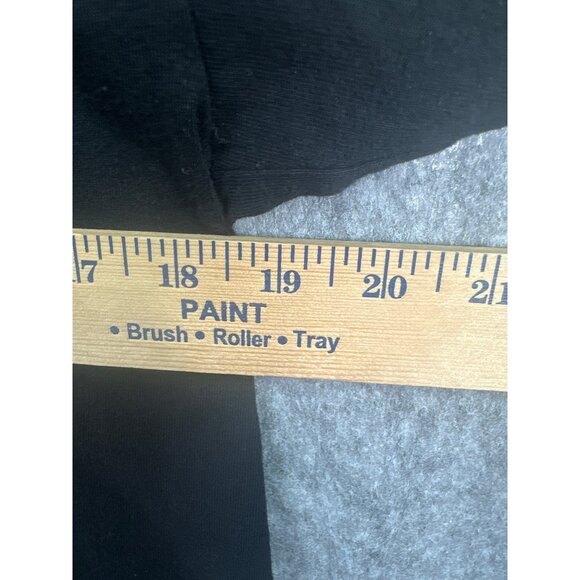 17 18 19 20 21
PAINT
• Brush • Roller • Tray